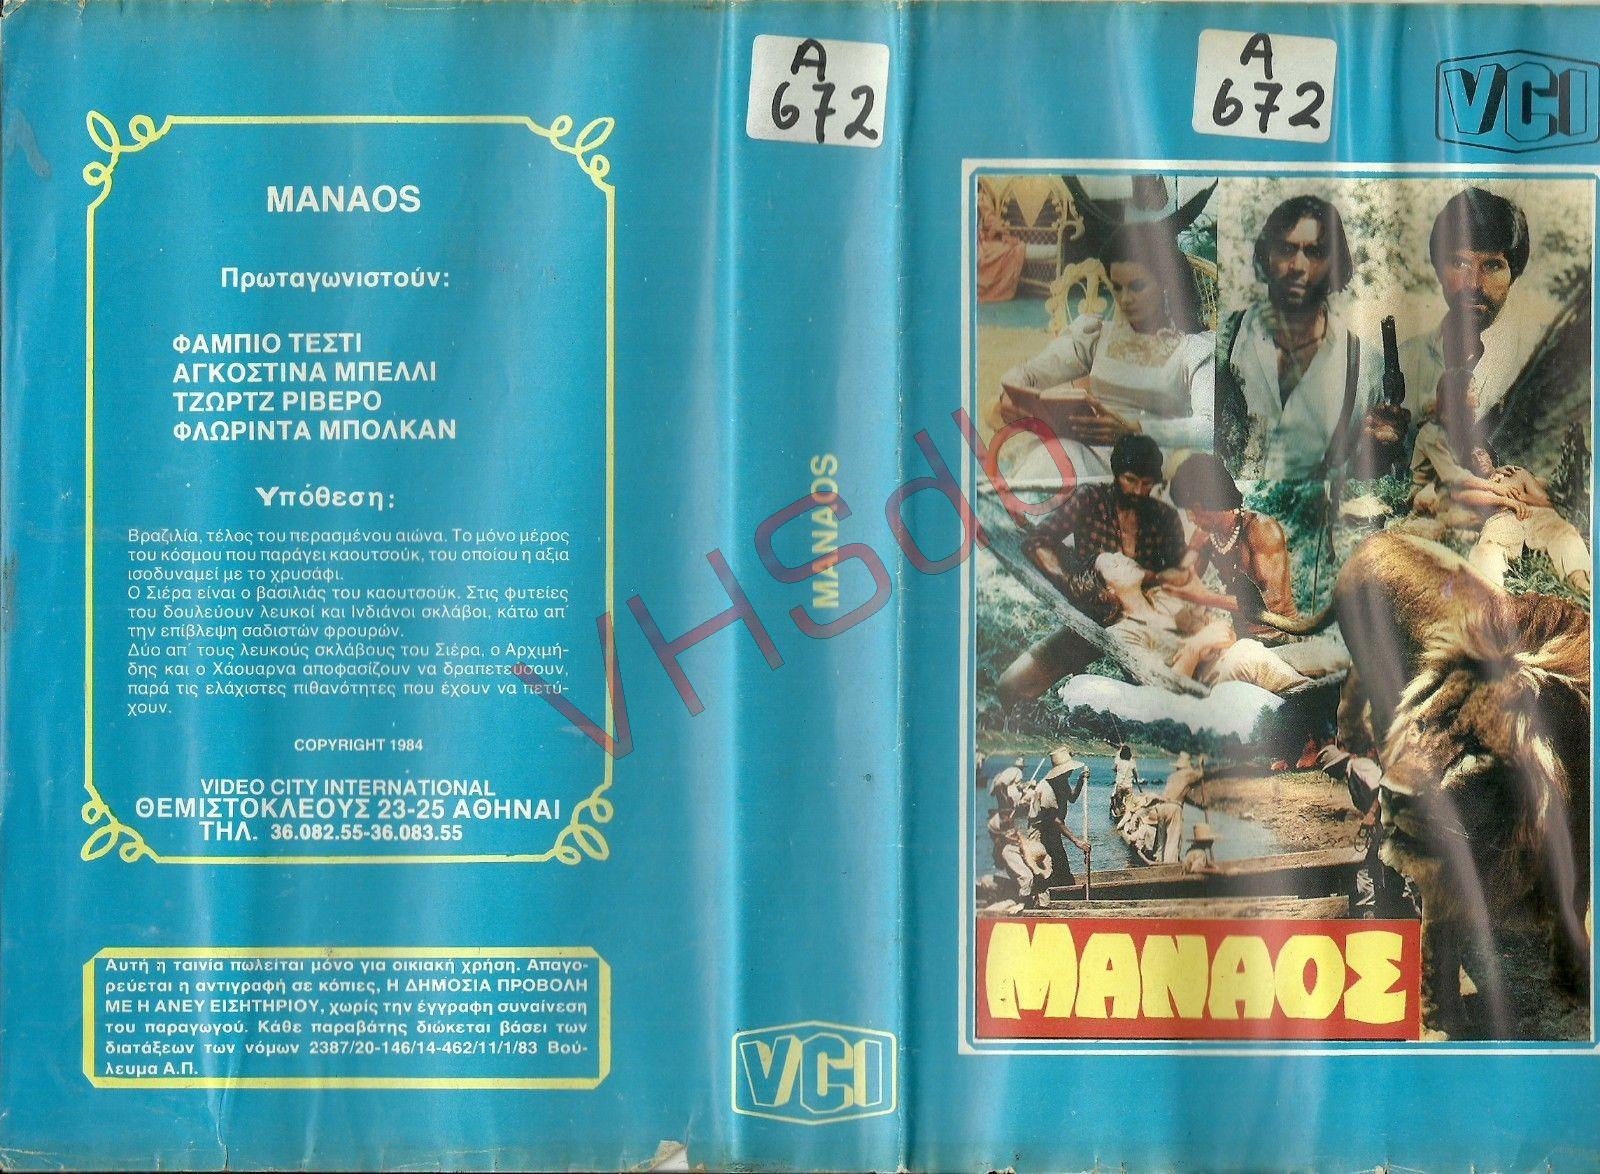 MANAOS
Πρωταγωνιστούν:
ΦΑΜΠΙΟ ΤΕΣΤΙ
ΑΓΚΟΣΤΙΝΑ ΜΠΕΛΛΙ
ΤΖΩΡΤΖ ΡΙΒΕΡΟ
ΦΛΩΡΙΝΤΑ ΜΠΟΛΚΑΝ
Υπόθεση:
Βραζιλία, τέλος του περασμένου αιώνα. Το μόνο μέρος
του κόσμου που παράγει καουτσούκ, του οποίου η αξία
ισοδυναμεί με το χρυσάφι.
Ο Σιέρα είναι ο βασιλιάς του καουτσούκ. Στις φυτείες
του δουλεύουν λευκοί και Ινδιάνοι σκλάβοι, κάτω απ'
την επίβλεψη σαδιστών φρουρών.
Δύο απ' τους λευκούς σκλάβους του Σιέρα, ο Αρχιμή-
δης και ο Χάουαρνα αποφασίζουν να δραπετεύσουν,
παρά τις ελάχιστες πιθανότητες που έχουν να πετύ-
χουν.
COPYRIGHT 1984
VIDEO CITY INTERNATIONAL
ΘΕΜΙΣΤΟΚΛΕΟΥΣ 23-25 ΑΘΗΝΑΙ
ΤΗΛ. 36.082.55-36.083.55
Αυτή η ταινία πωλείται μόνο για οικιακή χρήση. Απαγο-
ρεύεται η αντιγραφή σε κόπιες, Η ΔΗΜΟΣΙΑ ΠΡΟΒΟΛΗ
ΜΕ Η ΑΝΕΥ ΕΙΣΗΤΗΡΙΟΥ, χωρίς την έγγραφη συναίνεση
του παραγωγού. Κάθε παραβάτης διώκεται βάσει των
διατάξεων των νόμων 2387/20-146/14-462/11/1/83 Βού-
λευμα Α.Π.
A
672
MANAOS
VCI
A
672
VCI
ΜΑΝΑΟΣ
VHSdb